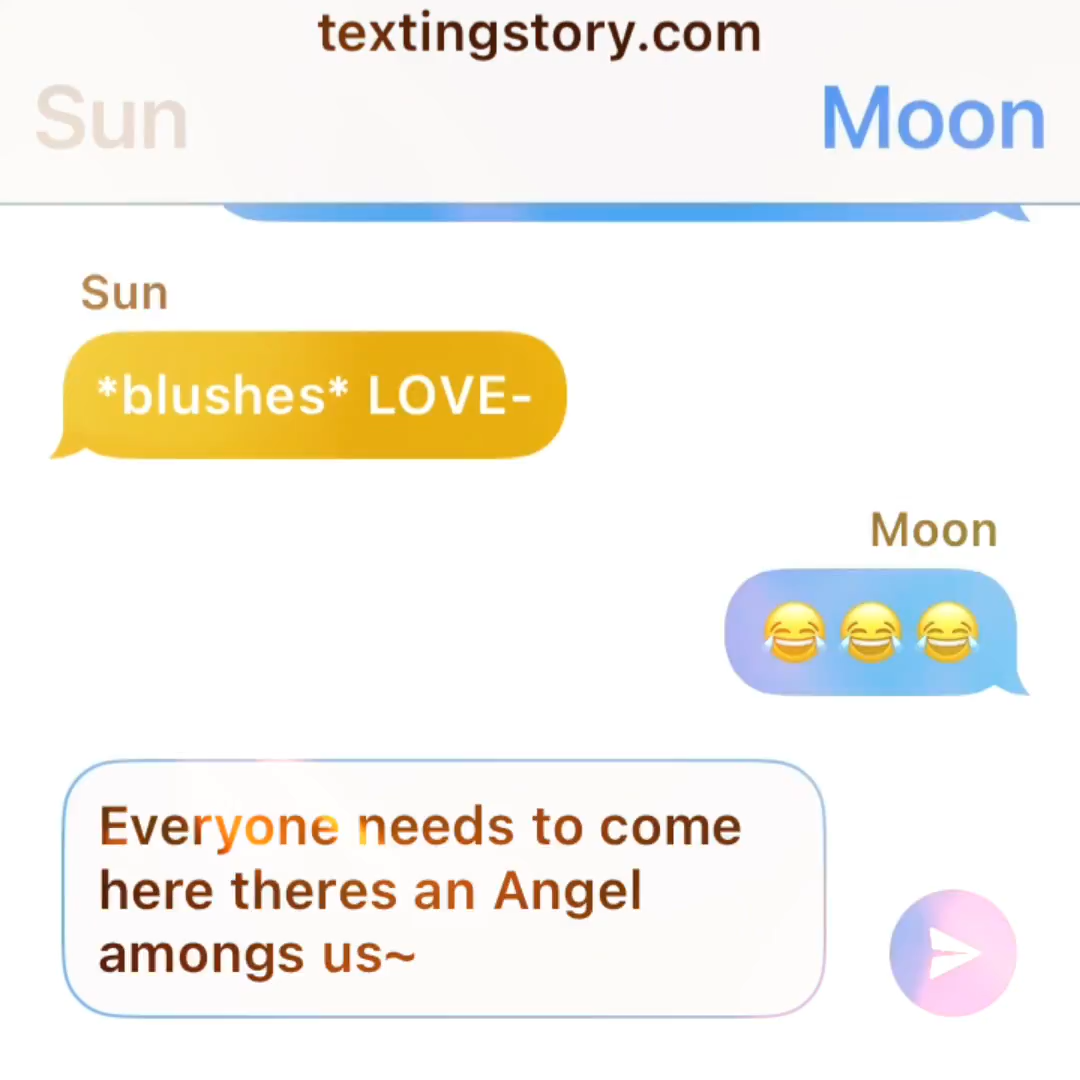 textingstory.com
Sun Moon
Sun
*blushes* LOVE-
Moon
😂😂😂
Everyone needs to come
here theres an Angel
amongs us~